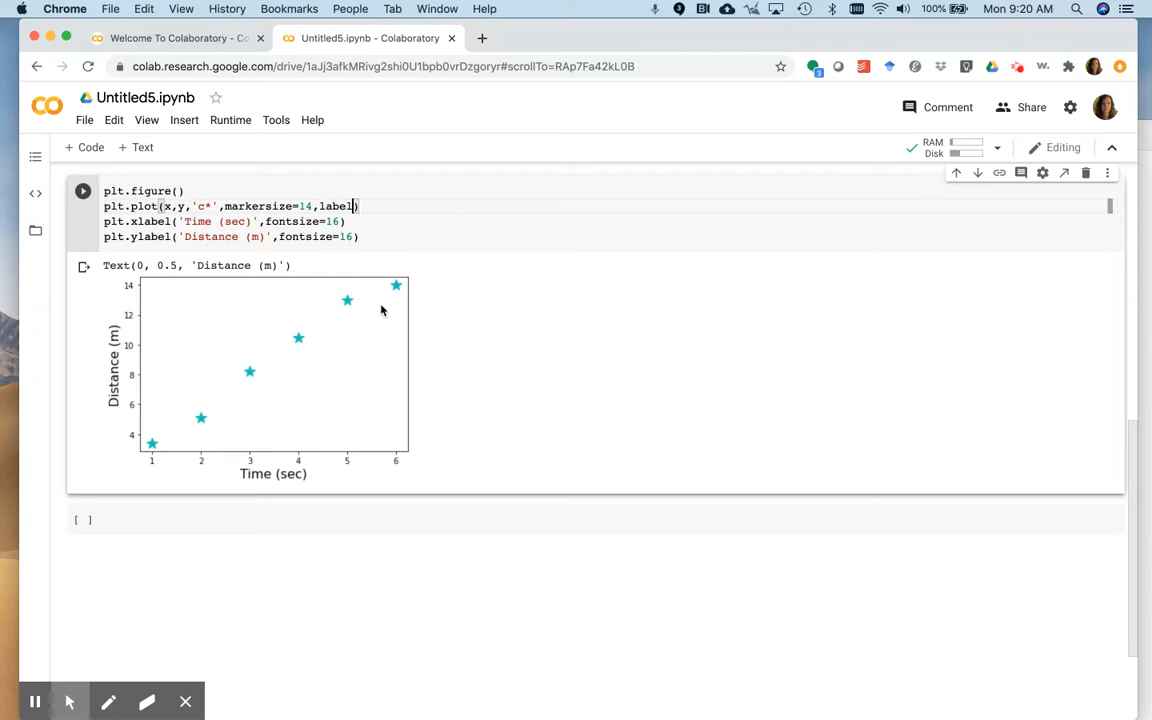 Chrome File Edit View Bookmarks People Tab Window Help 100% Mon 9:20 AM
Welcome To Colaboratory - Co Untitled5.ipynb - Colaboratory
colab.research.google.com/drive/1aJj3afkMRivg2shi0U1bpb0vrDzgoryr#scrollTo=RAp7Fa42kL0B
Untitled5.ipynb
Comment Share
File Edit View Insert Runtime Tools Help
+ Code + Text
RAM
Disk
Editing
plt.figure()
plt.plot(x,y,'c*',markersize=14,label)
plt.xlabel('Time (sec)',fontsize=16)
plt.ylabel('Distance (m)',fontsize=16)
Text(0, 0.5, 'Distance (m)')
14
12
10
8
6
4
Distance (m)
1 2 3 4 5 6
Time (sec)
[ ]